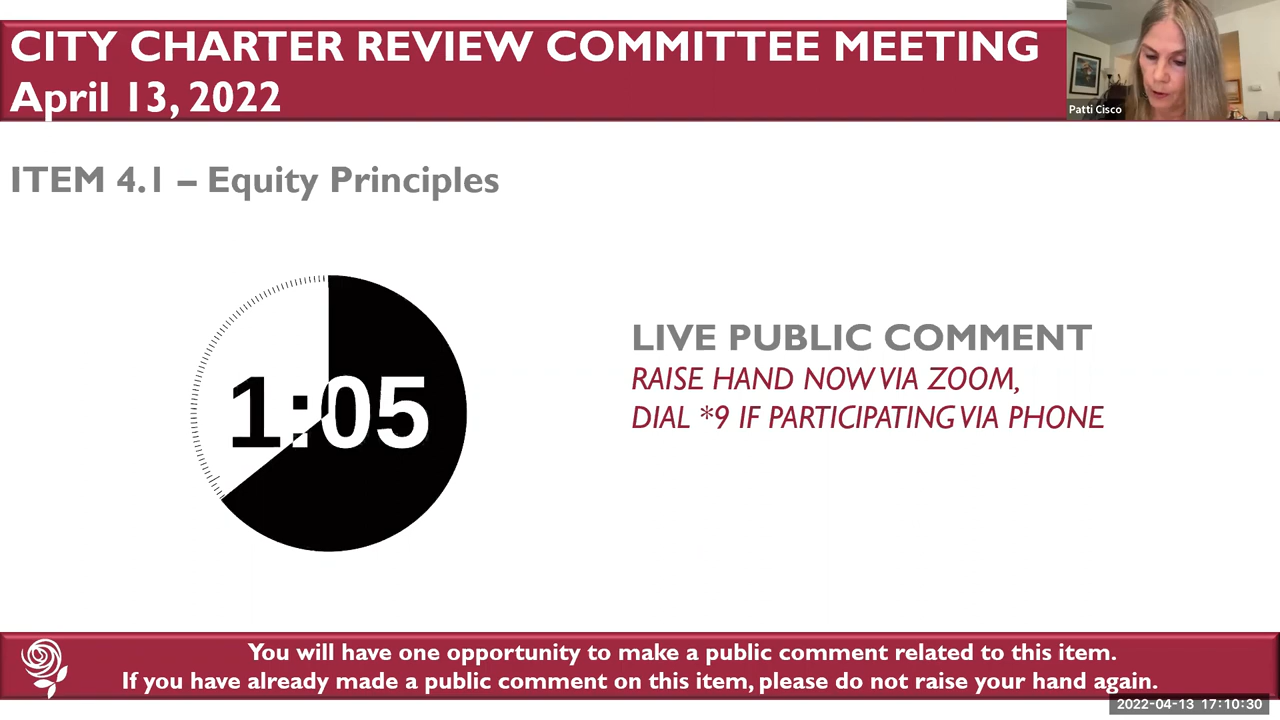 CITY CHARTER REVIEW COMMITTEE MEETING
April 13, 2022
Patti Cisco
ITEM 4.1 – Equity Principles
1:05
LIVE PUBLIC COMMENT
RAISE HAND NOW VIA ZOOM,
DIAL *9 IF PARTICIPATING VIA PHONE
You will have one opportunity to make a public comment related to this item.
If you have already made a public comment on this item, please do not raise your hand again.
2022-04-13 17:10:30